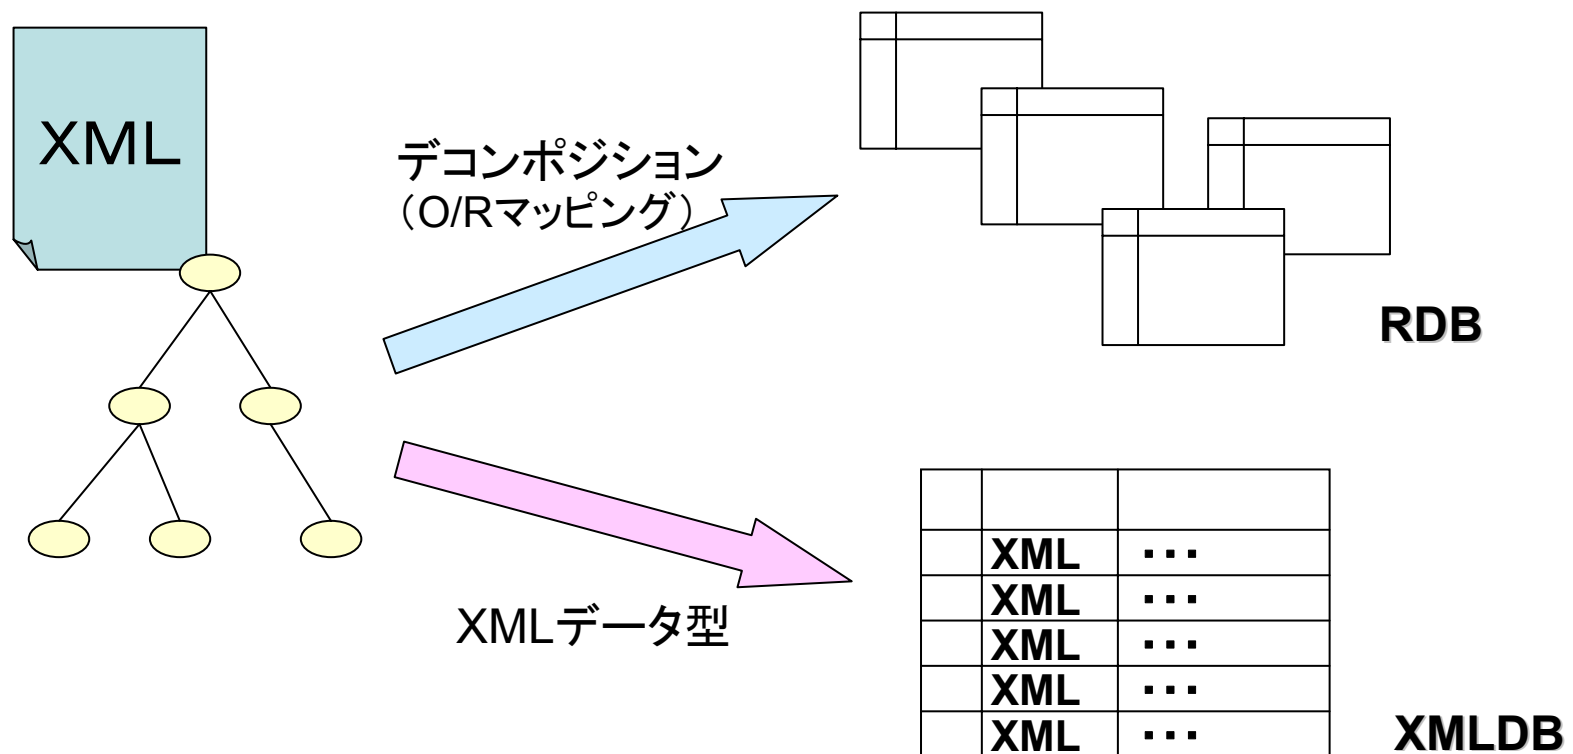 XML
デコンポジション
（O/Rマッピング）
RDB
XMLデータ型
XML ・・・
XML ・・・
XML ・・・
XML ・・・
XML ・・・
XMLDB